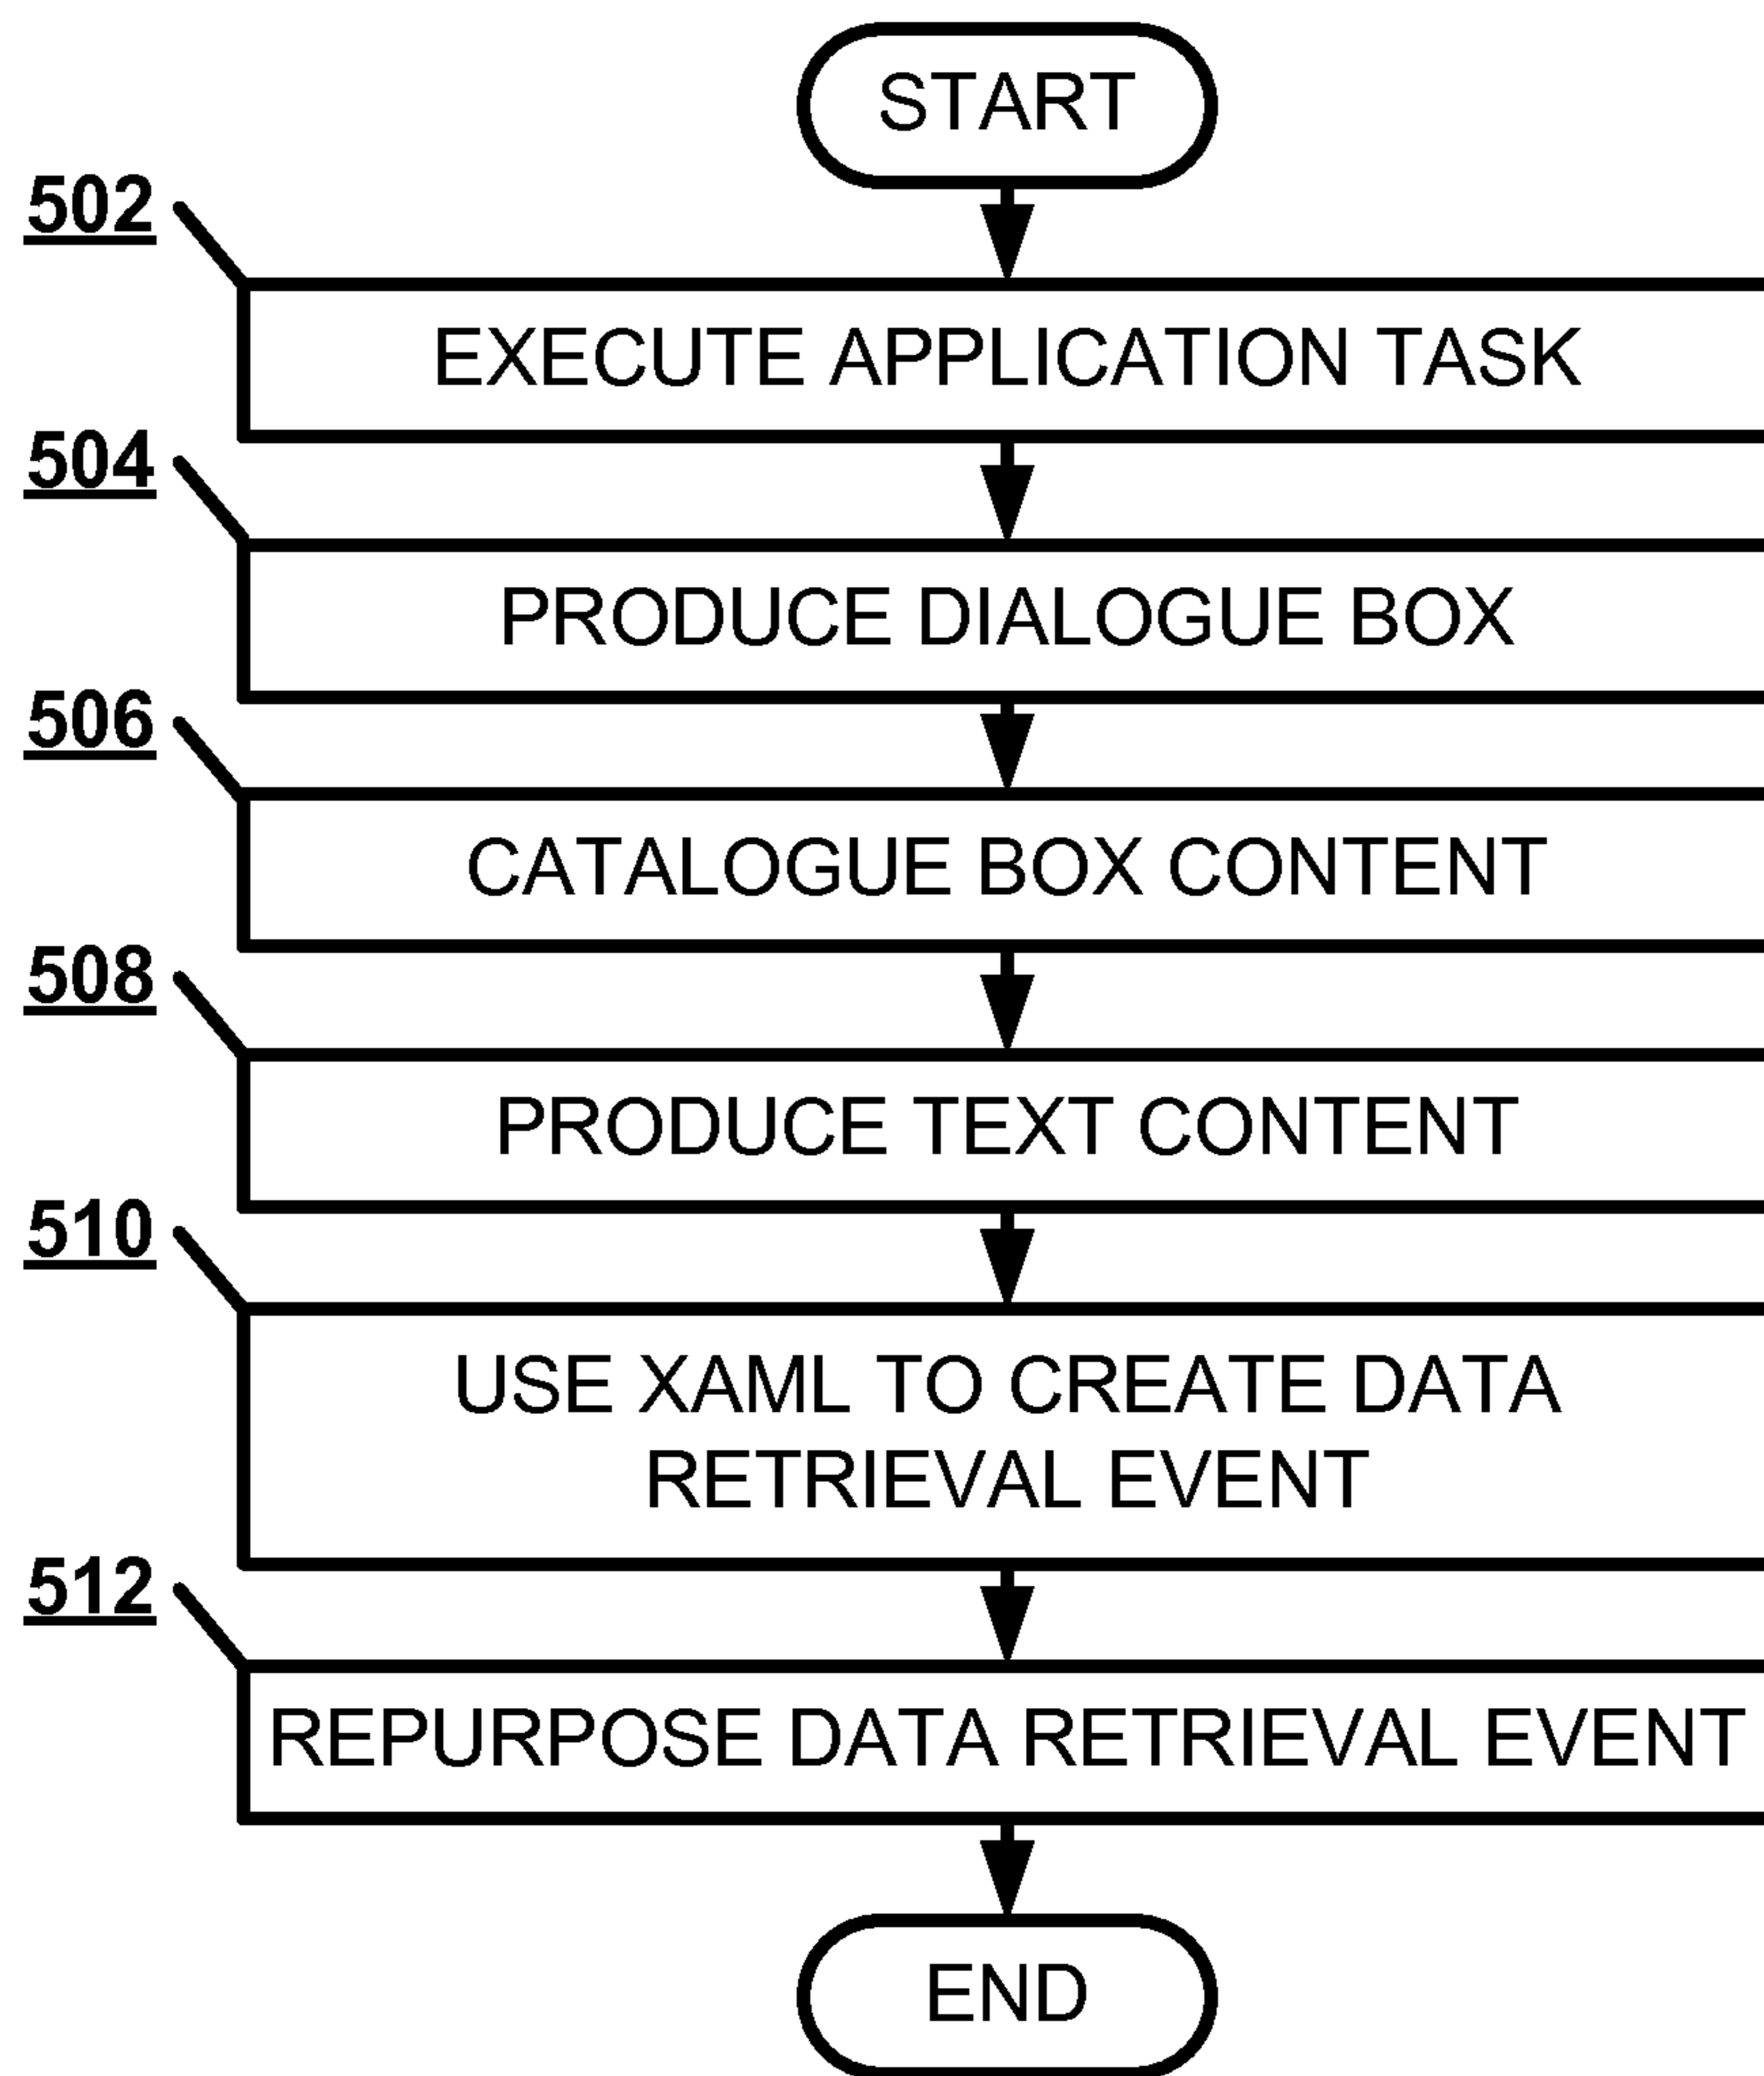 START
502
EXECUTE APPLICATION TASK
504
PRODUCE DIALOGUE BOX
506
CATALOGUE BOX CONTENT
508
PRODUCE TEXT CONTENT
510
USE XAML TO CREATE DATA
RETRIEVAL EVENT
512
REPURPOSE DATA RETRIEVAL EVENT
END